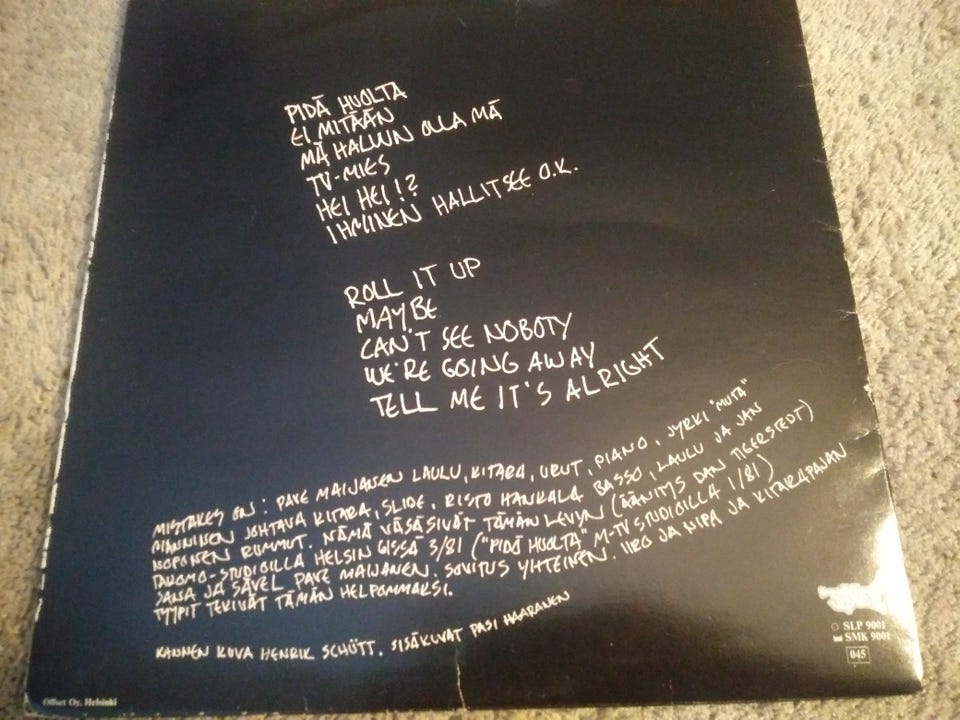 PIDÄ HUOLTA
EI MITÄÄN
MÄ HALUUN OLLA MÄ
TV-MIES
HEI HEI!?
IHMINEN HALLITSEE O.K.
ROLL IT UP
MAYBE
CAN'T SEE NOBOTY
WE'RE GOING AWAY
TELL ME IT'S ALRIGHT
MISTAKES ON: PAVE MAIJANEN LAULU, KITARA, URUT, PIANO, JYRKI "MUTA"
MANNINEN JOHTAVA KITARA, SLIDE, RISTO HANKALA BASSO, LAULU JA JAN
NOPONEN RUMMUT. NÄMÄ VÄSÄSIVÄT TÄMÄN LEVYN (ÄÄNITYS DAN TIGERSTEDT)
TAKOMO-STUDIOILLA HELSINGISSÄ 3/81 ("PIDÄ HUOLTA" M-TV STUDIOILLA 1/81)
SANA JA SÄVEL PAVE MAIJANEN. SOVITUS YHTEINEN. IIRO JA NIPA JA KITARAPAJAN
TYYPIT TEKIVÄT TÄMÄN HELPOMMAKSI.
KANNEN KUVA HENRIK SCHÜTT. SISÄKUVAT PASI HAARANEN
SLP 9001
SMK 9001
045
Offset Oy, Helsinki